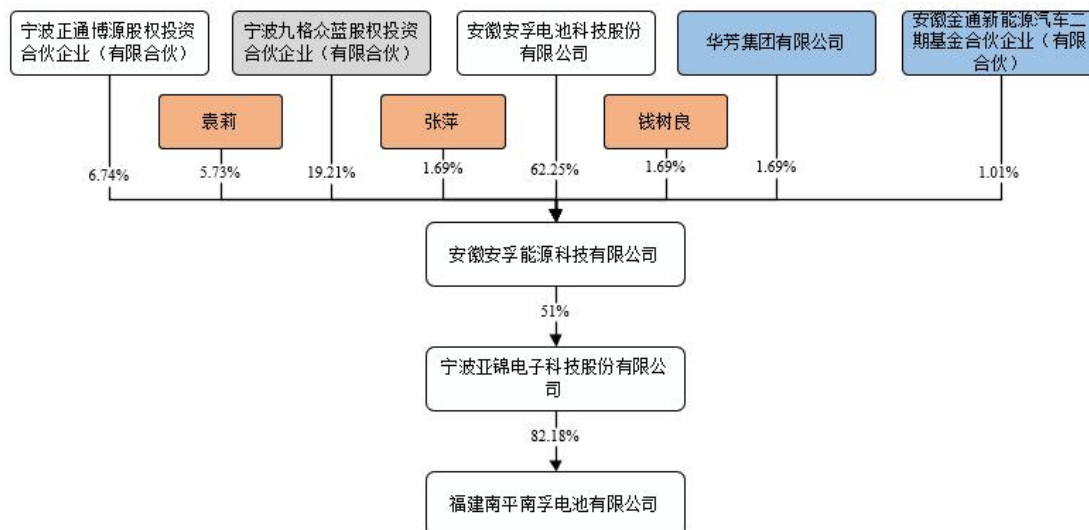 宁波正通博源股权投资
合伙企业（有限合伙）
宁波九格众蓝股权投资
合伙企业（有限合伙）
安徽安孚电池科技股份
有限公司
华芳集团有限公司
安徽金通新能源汽车二
期基金合伙企业（有限
合伙）
袁莉
张萍
钱树良
6.74%
5.73%
19.21%
1.69%
62.25%
1.69%
1.69%
1.01%
安徽安孚能源科技有限公司
51%
宁波亚锦电子科技股份有限公
司
82.18%
福建南平南孚电池有限公司